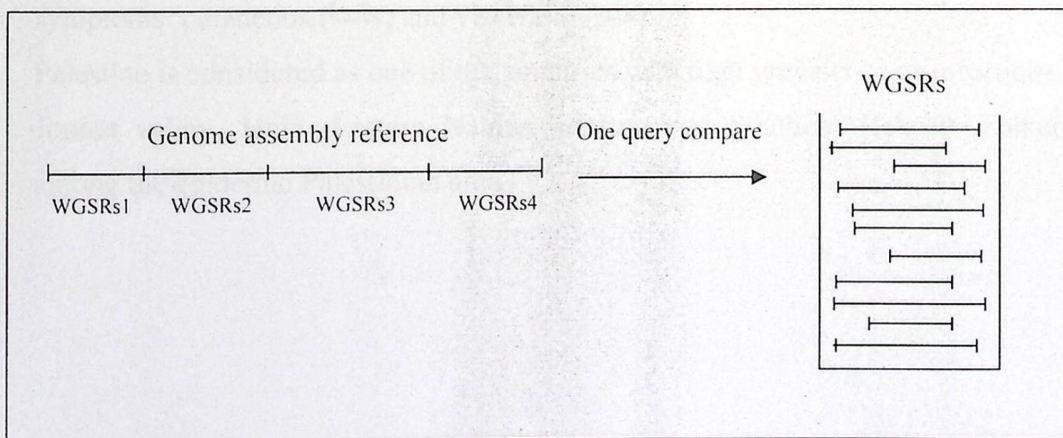 WGSRs
Genome assembly reference
One query compare
WGSRs1 WGSRs2 WGSRs3 WGSRs4